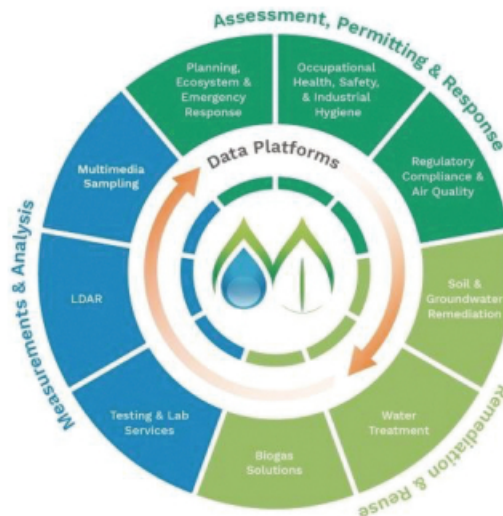 Assessment, Permitting & Response
Planning,
Ecosystem &
Emergency
Response
Occupational
Health, Safety,
& Industrial
Hygiene
Regulatory
Compliance &
Air Quality
Soil &
Groundwater
Remediation
Water
Treatment
Biogas
Solutions
Remediation & Reuse
Testing & Lab
Services
LDAR
Multimedia
Sampling
Measurements & Analysis
Data Platforms